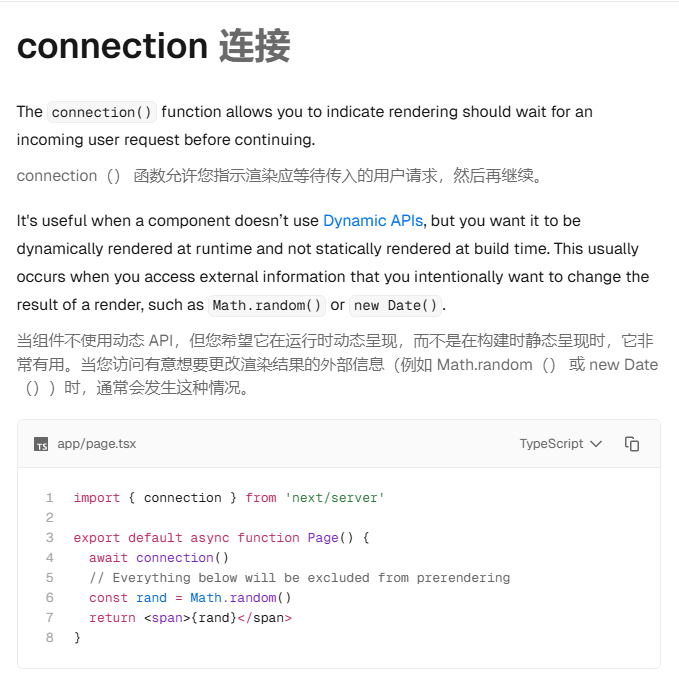 connection 连接
The connection() function allows you to indicate rendering should wait for an
incoming user request before continuing.
connection（） 函数允许您指示渲染应等待传入的用户请求，然后再继续。
It's useful when a component doesn’t use Dynamic APIs, but you want it to be
dynamically rendered at runtime and not statically rendered at build time. This usually
occurs when you access external information that you intentionally want to change the
result of a render, such as Math.random() or new Date().
当组件不使用动态 API，但您希望它在运行时动态呈现，而不是在构建时静态呈现时，它非
常有用。当您访问有意想要更改渲染结果的外部信息（例如 Math.random（） 或 new Date
（））时，通常会发生这种情况。
TS app/page.tsx TypeScript
1 import { connection } from 'next/server'
2
3 export default async function Page() {
4   await connection()
5   // Everything below will be excluded from prerendering
6   const rand = Math.random()
7   return <span>{rand}</span>
8 }